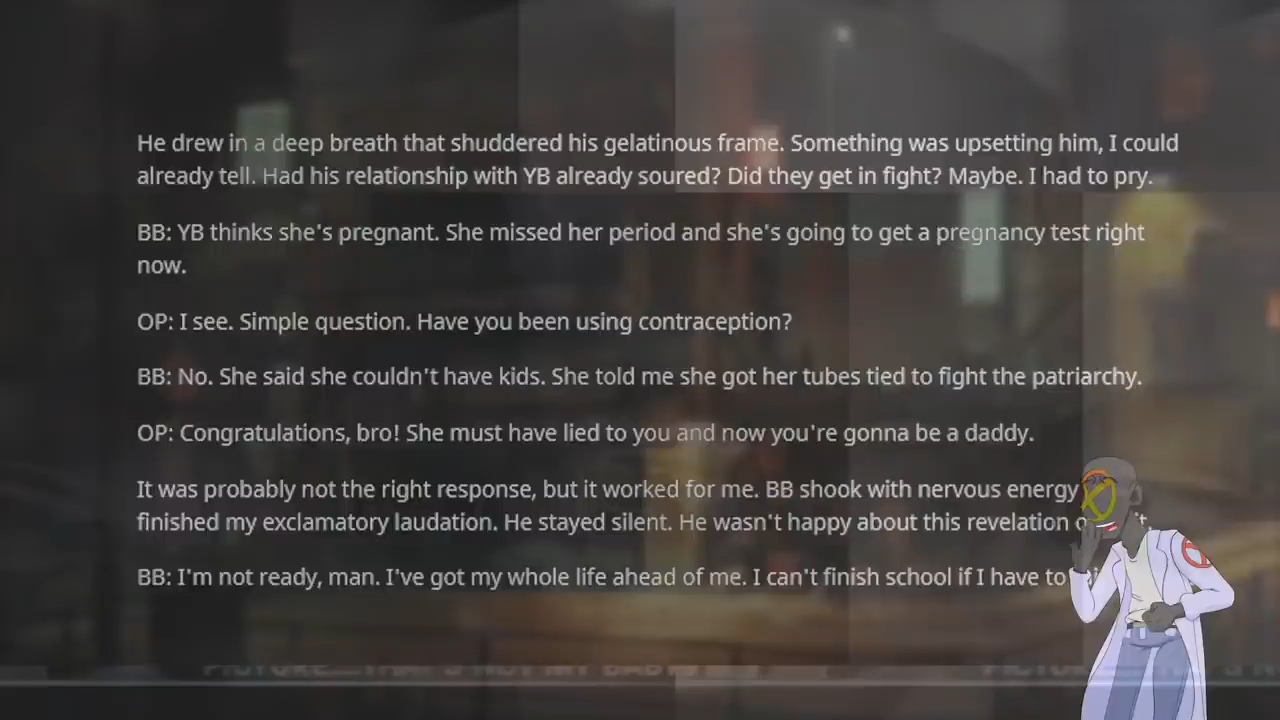 He drew in a deep breath that shuddered his gelatinous frame. Something was upsetting him, I could
already tell. Had his relationship with YB already soured? Did they get in fight? Maybe. I had to pry.
BB: YB thinks she's pregnant. She missed her period and she's going to get a pregnancy test right
now.
OP: I see. Simple question. Have you been using contraception?
BB: No. She said she couldn't have kids. She told me she got her tubes tied to fight the patriarchy.
OP: Congratulations, bro! She must have lied to you and now you're gonna be a daddy.
It was probably not the right response, but it worked for me. BB shook with nervous energy
finished my exclamatory laudation. He stayed silent. He wasn't happy about this revelation
BB: I'm not ready, man. I've got my whole life ahead of me. I can't finish school if I have to